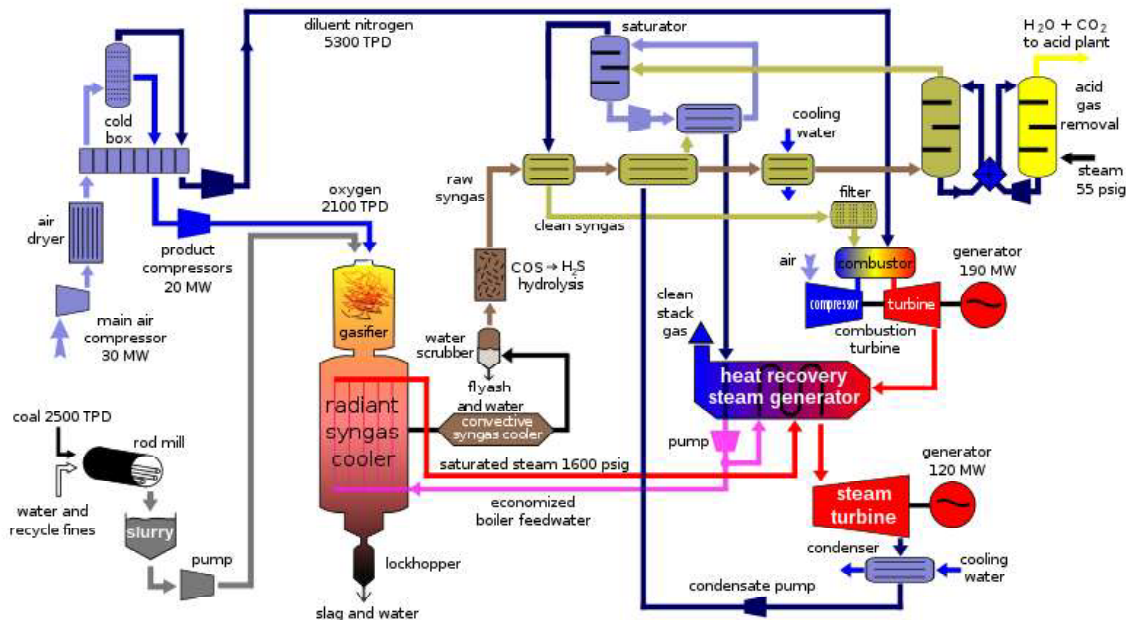 diluent nitrogen
5300 TPD
saturator
H2O + CO2
to acid plant
cold
box
cooling
water
acid
gas
removal
steam
55 psig
raw
syngas
oxygen
2100 TPD
filter
clean syngas
air
dryer
product
compressors
20 MW
COS → H2S
hydrolysis
air
combustor
generator
190 MW
compressor
turbine
combustion
turbine
main air
compressor
30 MW
gasifier
water
scrubber
clean
stack
gas
flyash
and water
heat recovery
steam generator
radiant
syngas
cooler
convective
syngas cooler
coal 2500 TPD
rod mill
pump
generator
120 MW
saturated steam 1600 psig
economized
boiler feedwater
steam
turbine
water and
recycle fines
slurry
pump
lockhopper
condenser
cooling
water
condensate pump
slag and water